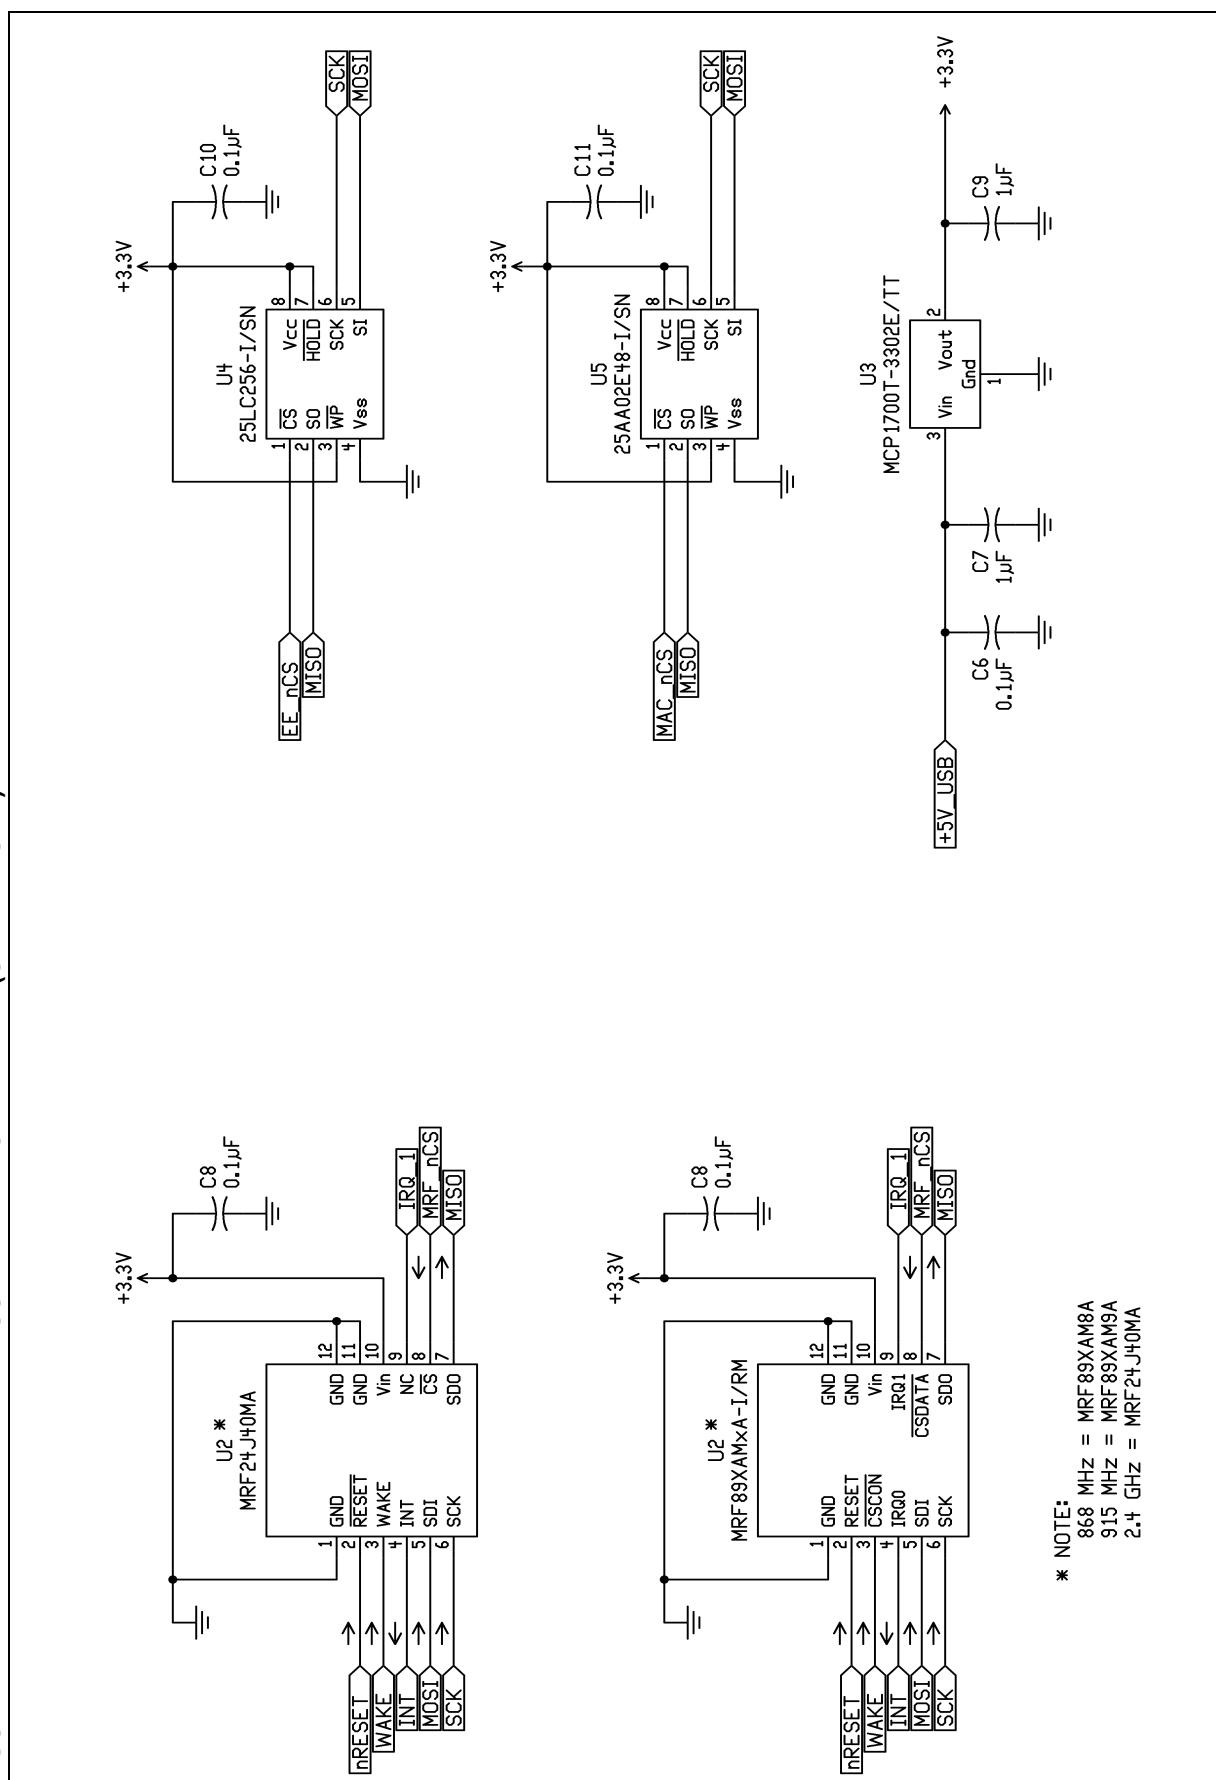 +3.3V
C8
0.1µF
U2 *
MRF24J40MA
1
GND
GND
12
nRESET
2
RESET
GND
11
WAKE
3
WAKE
Vin
10
INT
4
INT
NC
9
IRQ_1
MOSI
5
SDI
CS
8
MRF_nCS
SCK
6
SCK
SDO
7
MISO
+3.3V
C10
0.1µF
U4
25LC256-I/SN
EE_nCS
1
CS
Vcc
8
MISO
2
SO
HOLD
7
3
WP
SCK
6
SCK
4
Vss
SI
5
MOSI
+3.3V
C8
0.1µF
U2 *
MRF89XAMxA-I/RM
1
GND
GND
12
nRESET
2
RESET
GND
11
WAKE
3
CSCON
Vin
10
INT
4
IRQ0
IRQ1
9
IRQ_1
MOSI
5
SDI
CSDATA
8
MRF_nCS
SCK
6
SCK
SDO
7
MISO
+3.3V
C11
0.1µF
U5
25AA02E48-I/SN
MAC_nCS
1
CS
Vcc
8
MISO
2
SO
HOLD
7
3
WP
SCK
6
SCK
4
Vss
SI
5
MOSI
U3
MCP1700T-3302E/TT
+5V_USB
3
Vin
Vout
2
+3.3V
Gnd
1
C6
0.1µF
C7
1µF
C9
1µF
* NOTE:
868 MHz = MRF89XAM8A
915 MHz = MRF89XAM9A
2.4 GHz = MRF24J40MA